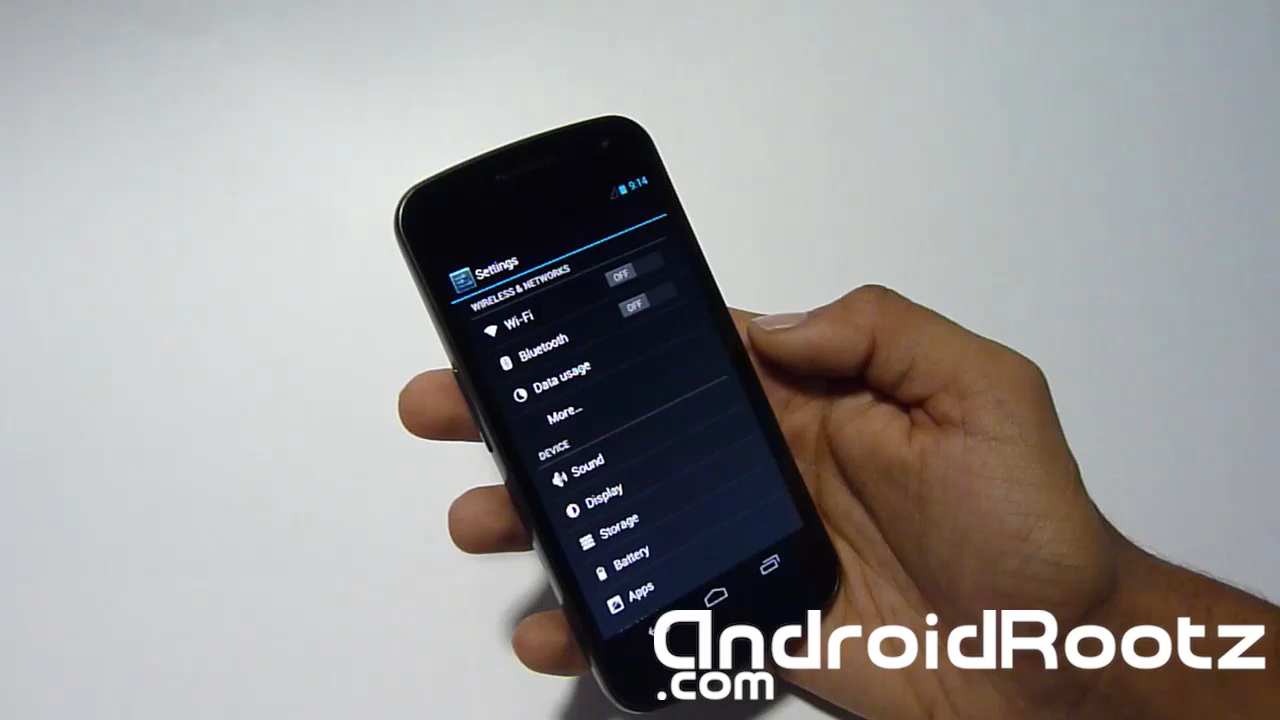 9:14
Settings
WIRELESS & NETWORKS
Wi-Fi OFF
Bluetooth OFF
Data usage
More...
DEVICE
Sound
Display
Storage
Battery
Apps
AndroidRootz
.com